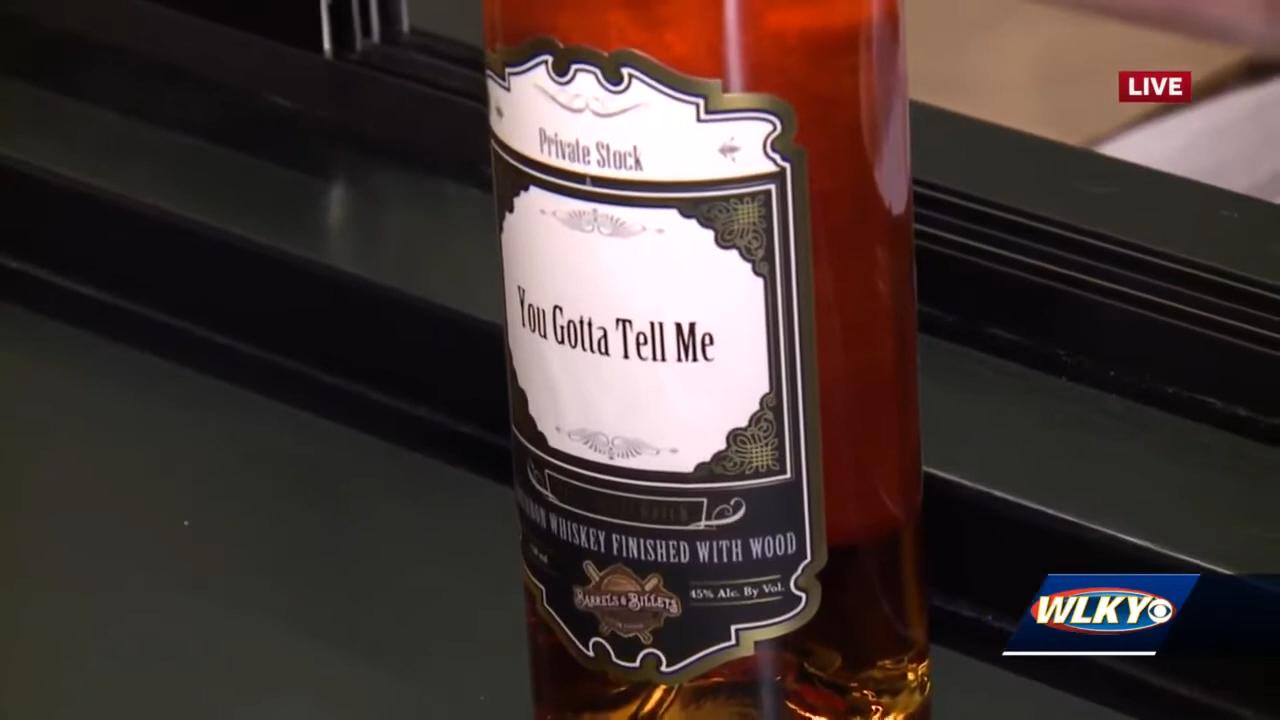 LIVE
Private Stock
You Gotta Tell Me
WHISKEY FINISHED WITH WOOD
BARRELS & BILLETS
45% Alc. By Vol.
WLKY